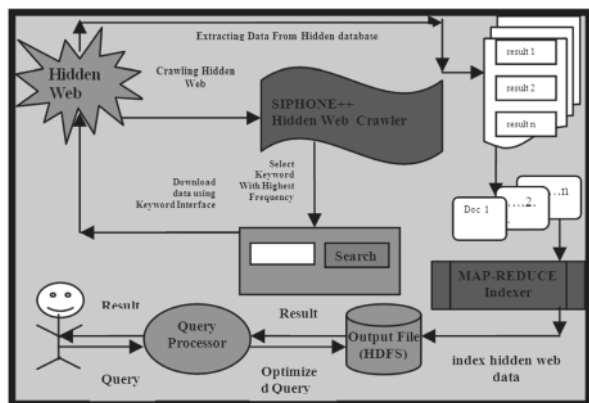 Extracting Data From Hidden database
Hidden
Web
Crawling Hidden
Web
SIPHONE++
Hidden Web Crawler
result 1
result 2
result n
Select
Keyword
With Highest
Frequency
Download
data using
Keyword Interface
Doc 1
....2.
...n
Search
MAP-REDUCE
Indexer
Result
Query
Processor
Result
Output File
(HDFS)
index hidden web
data
Query
Optimize
d Query